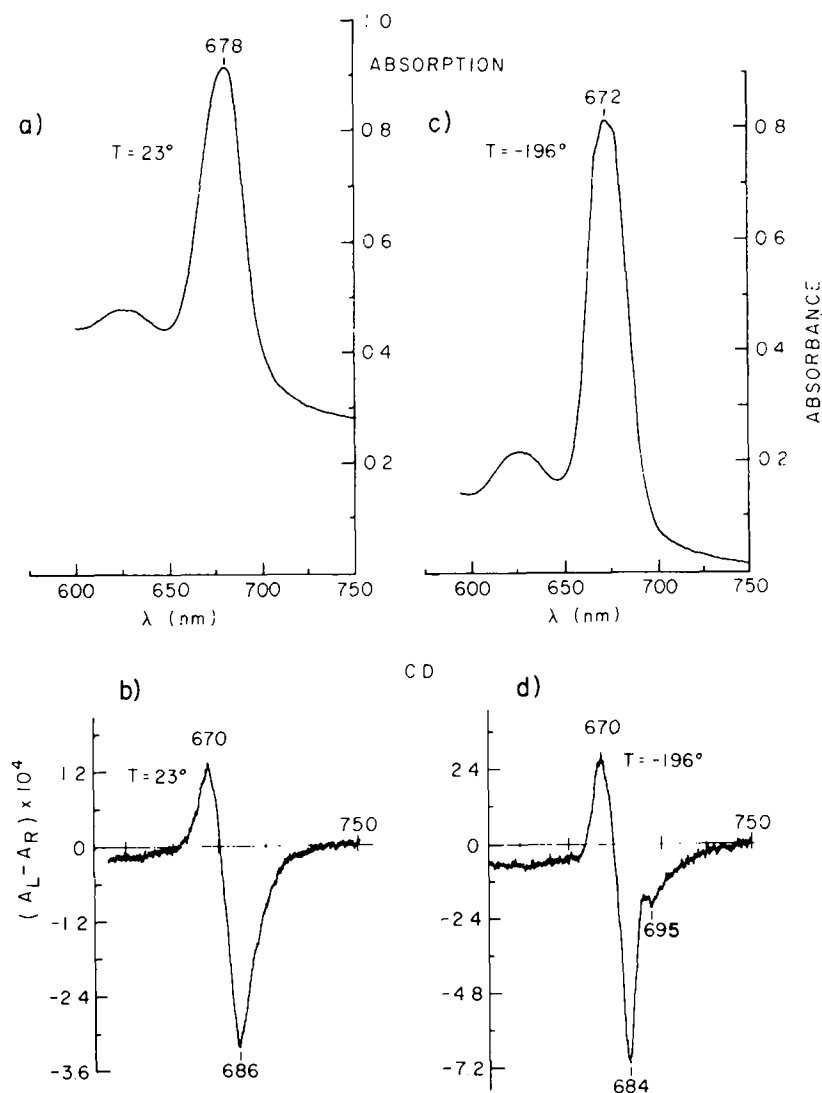 a)
678
T = 23°
1.0
0.8
0.6
0.4
0.2
600 650 700 750
λ (nm)
ABSORPTION
c)
672
T = -196°
0.8
0.6
0.4
0.2
ABSORBANCE
600 650 700 750
λ (nm)
CD
b)
(A_L-A_R) × 10^4
1.2
0
-1.2
-2.4
-3.6
670
T = 23°
750
686
d)
2.4
0
-2.4
-4.8
-7.2
670
T = -196°
750
695
684